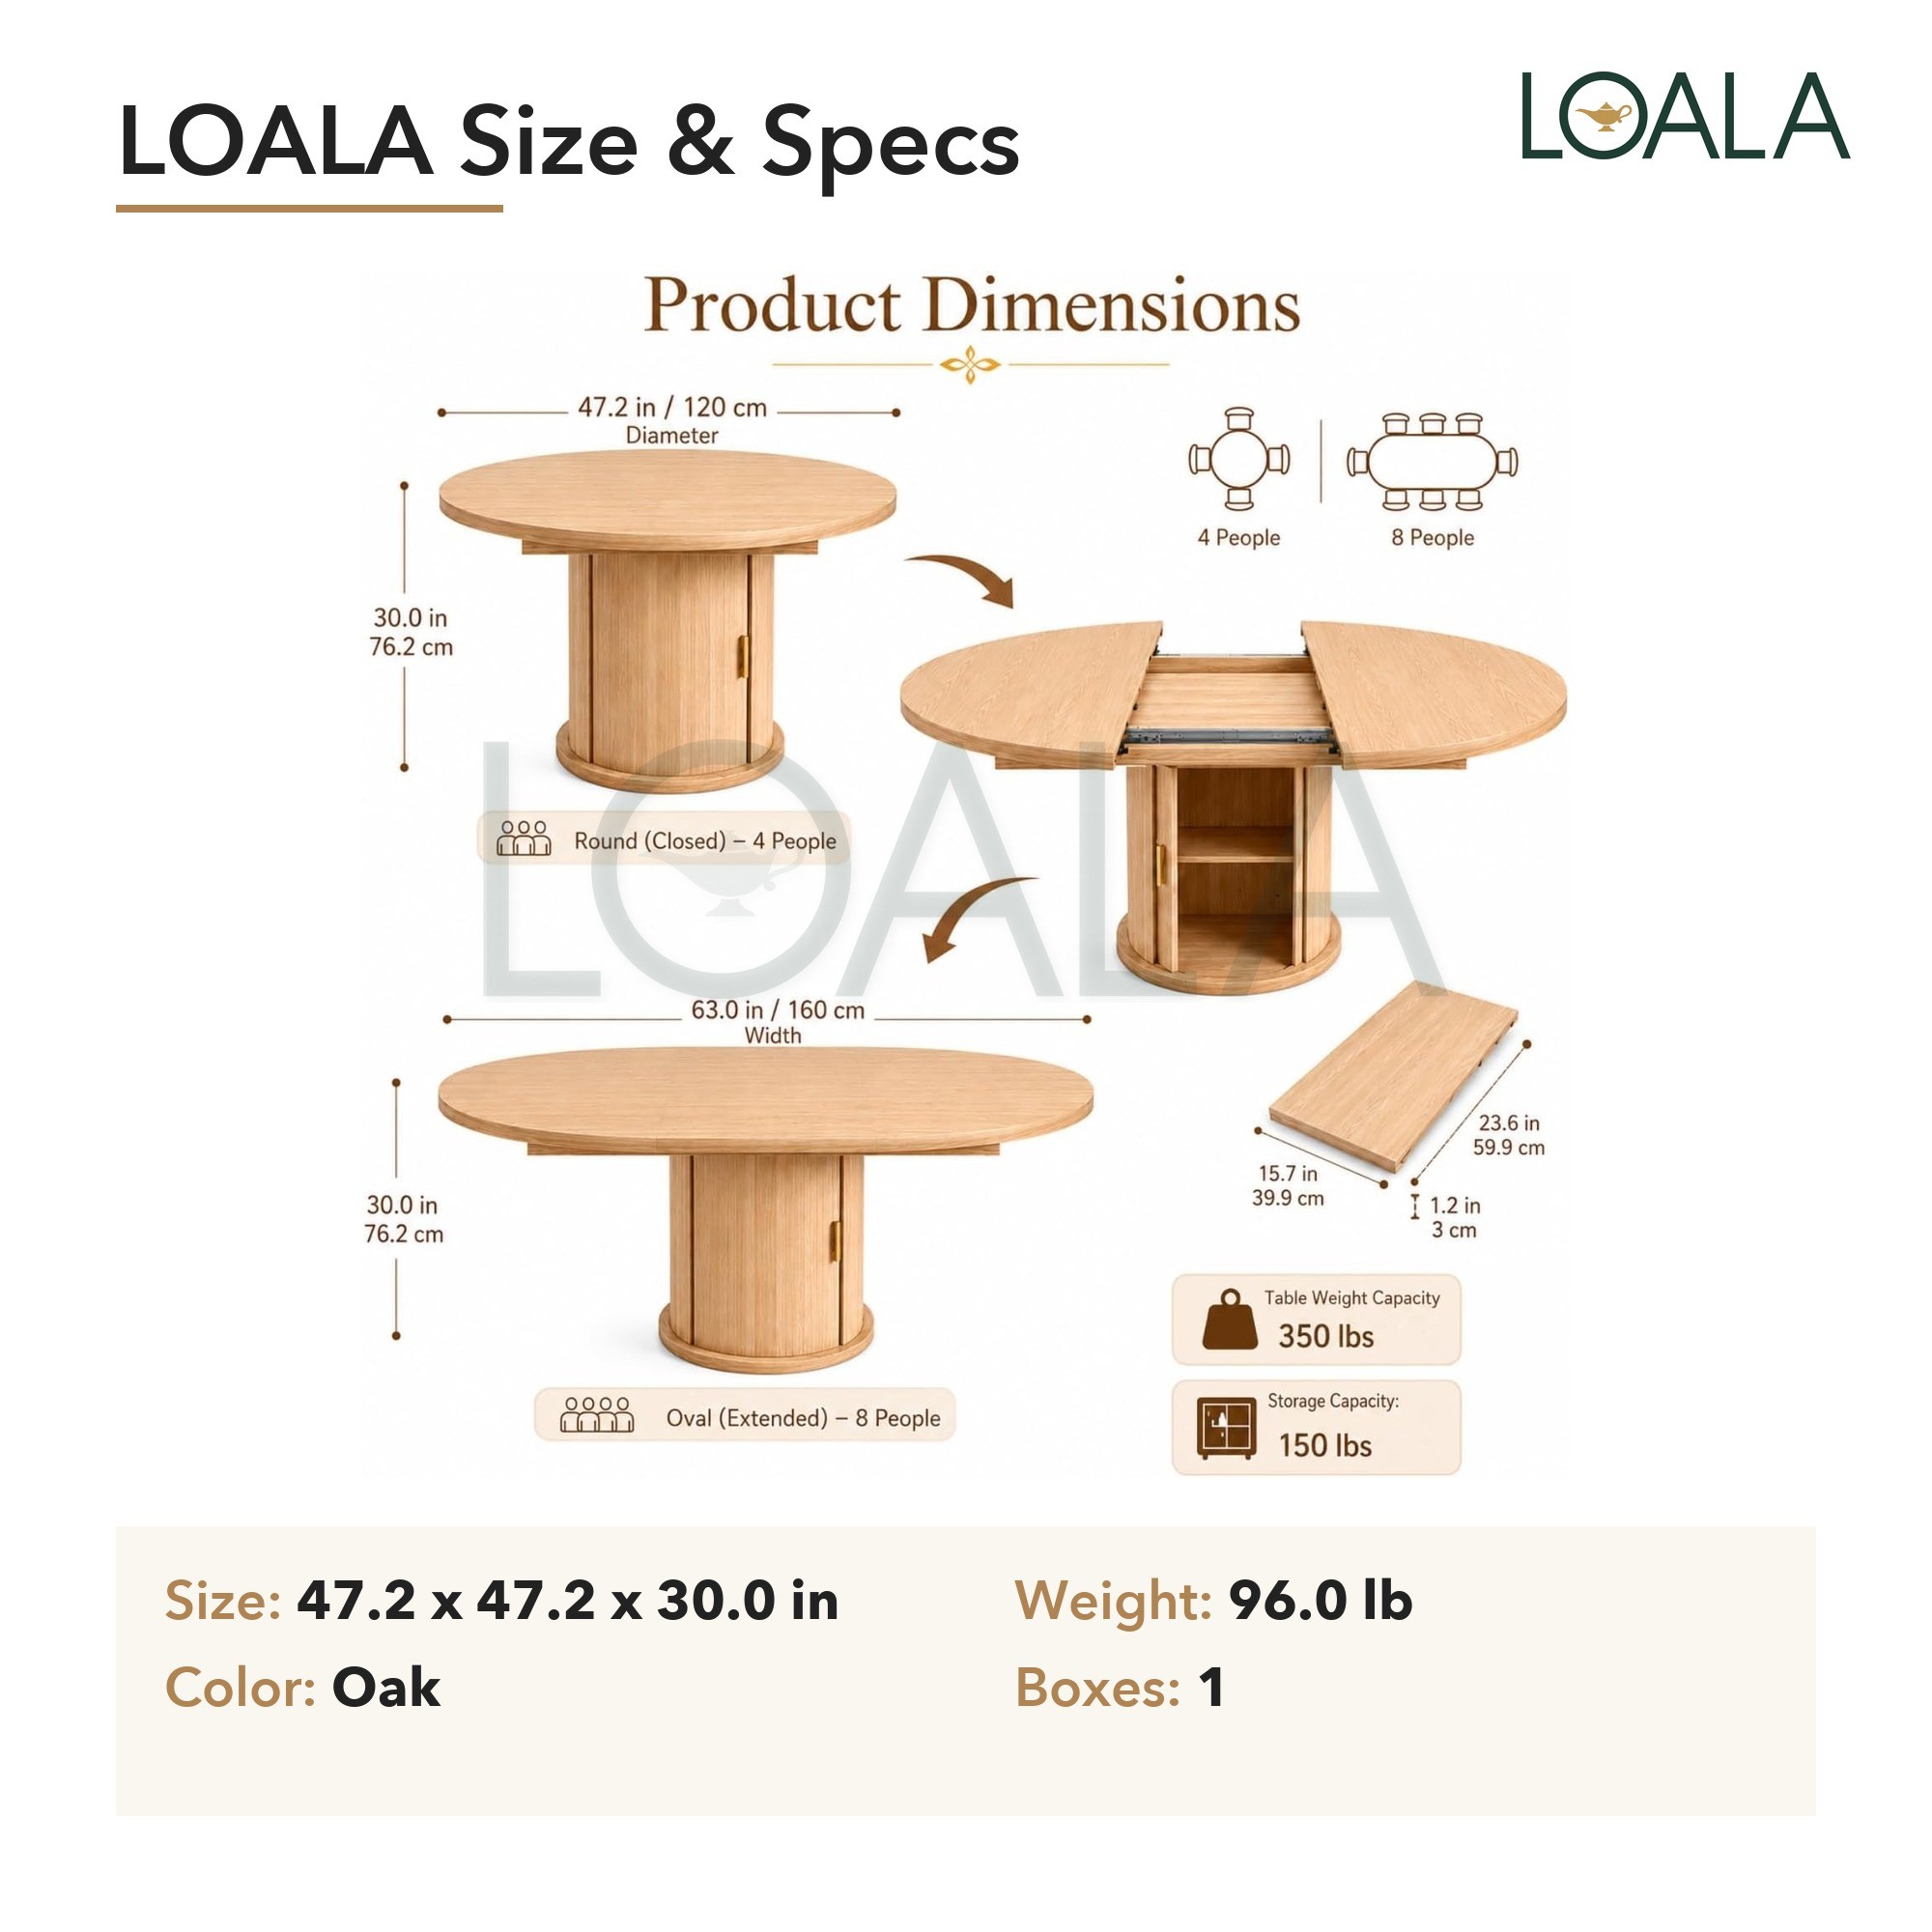 LOALA Size & Specs
LOALA
Product Dimensions
47.2 in / 120 cm
Diameter
4 People
8 People
30.0 in
76.2 cm
Round (Closed) – 4 People
LOALA
63.0 in / 160 cm
Width
23.6 in
59.9 cm
15.7 in
39.9 cm
1.2 in
3 cm
30.0 in
76.2 cm
Table Weight Capacity
350 lbs
Storage Capacity:
150 lbs
Oval (Extended) – 8 People
Size: 47.2 x 47.2 x 30.0 in
Weight: 96.0 lb
Color: Oak
Boxes: 1